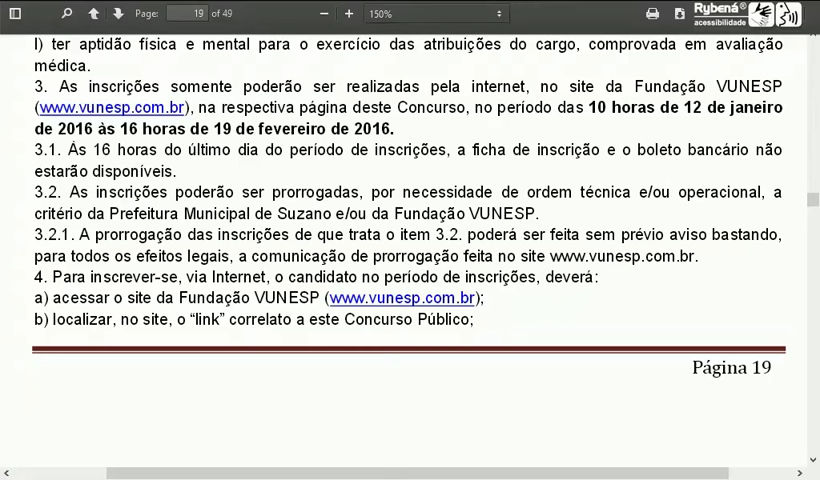 Page: 19 of 49 150% Rybená®
acessibilidade
l) ter aptidão física e mental para o exercício das atribuições do cargo, comprovada em avaliação
médica.
3. As inscrições somente poderão ser realizadas pela internet, no site da Fundação VUNESP
(www.vunesp.com.br), na respectiva página deste Concurso, no período das 10 horas de 12 de janeiro
de 2016 às 16 horas de 19 de fevereiro de 2016.
3.1. Às 16 horas do último dia do período de inscrições, a ficha de inscrição e o boleto bancário não
estarão disponíveis.
3.2. As inscrições poderão ser prorrogadas, por necessidade de ordem técnica e/ou operacional, a
critério da Prefeitura Municipal de Suzano e/ou da Fundação VUNESP.
3.2.1. A prorrogação das inscrições de que trata o item 3.2. poderá ser feita sem prévio aviso bastando,
para todos os efeitos legais, a comunicação de prorrogação feita no site www.vunesp.com.br.
4. Para inscrever-se, via Internet, o candidato no período de inscrições, deverá:
a) acessar o site da Fundação VUNESP (www.vunesp.com.br);
b) localizar, no site, o “link” correlato a este Concurso Público;
Página 19